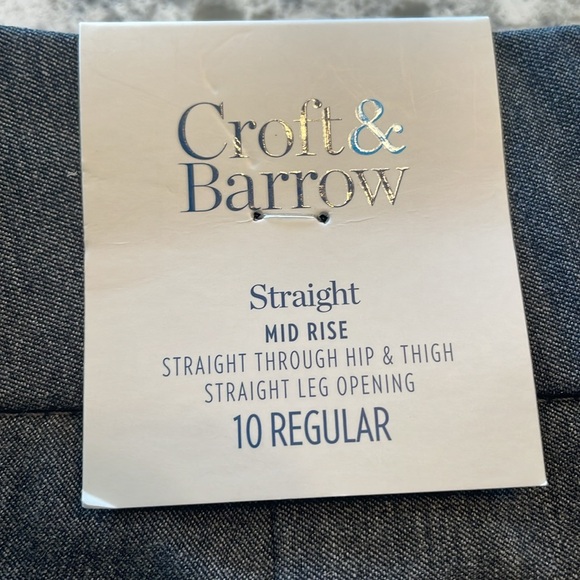 Croft&
Barrow
Straight
MID RISE
STRAIGHT THROUGH HIP & THIGH
STRAIGHT LEG OPENING
10 REGULAR